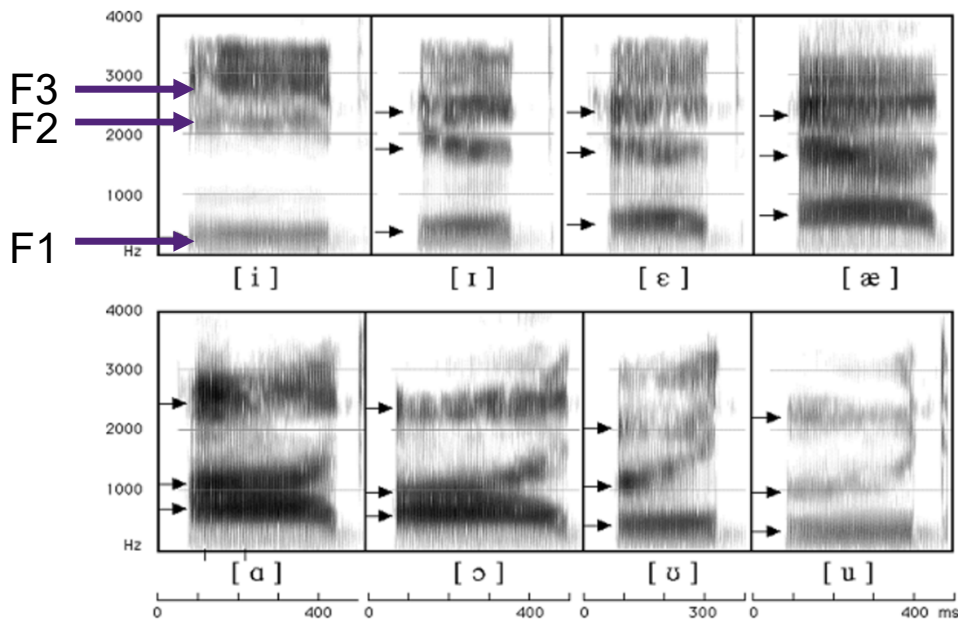 4000
F3
3000
F2
2000
1000
F1
Hz
[ i ] [ ɪ ] [ ɛ ] [ æ ]
4000
3000
2000
1000
Hz
[ ɑ ] [ ɔ ] [ ʊ ] [ u ]
0 400 0 400 0 300 0 400 ms